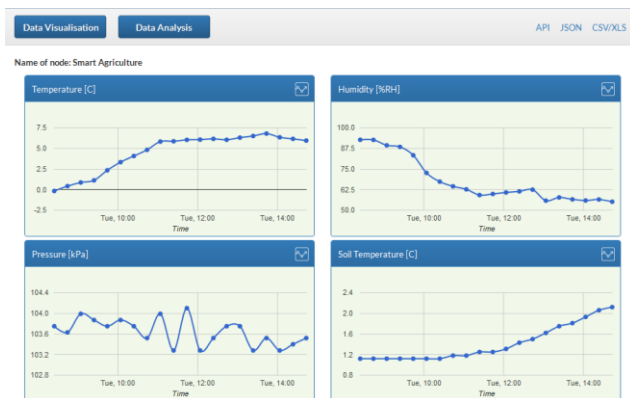 Data Visualisation Data Analysis API JSON CSV/XLS
Name of node: Smart Agriculture
Temperature [C]
7.5
5.0
2.5
0.0
-2.5
Tue, 10:00 Tue, 12:00 Tue, 14:00
Time
Humidity [%RH]
100.0
87.5
75.0
62.5
50.0
Tue, 10:00 Tue, 12:00 Tue, 14:00
Time
Pressure [kPa]
104.4
104.0
103.6
103.2
102.8
Tue, 10:00 Tue, 12:00 Tue, 14:00
Time
Soil Temperature [C]
2.4
2.0
1.6
1.2
0.8
Tue, 10:00 Tue, 12:00 Tue, 14:00
Time